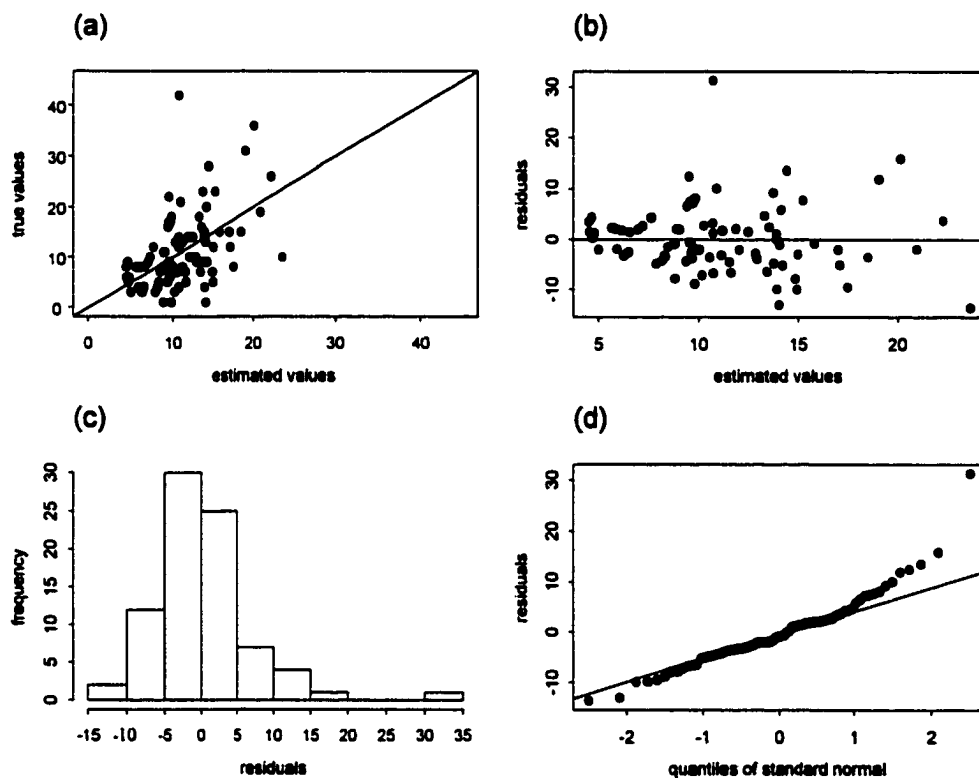 (a)
true values
40
30
20
10
0
0 10 20 30 40
estimated values
(b)
residuals
30
20
10
0
-10
5 10 15 20
estimated values
(c)
frequency
30
25
20
15
10
5
0
-15 -10 -5 0 5 10 15 20 25 30 35
residuals
(d)
residuals
30
20
10
0
-10
-2 -1 0 1 2
quantiles of standard normal